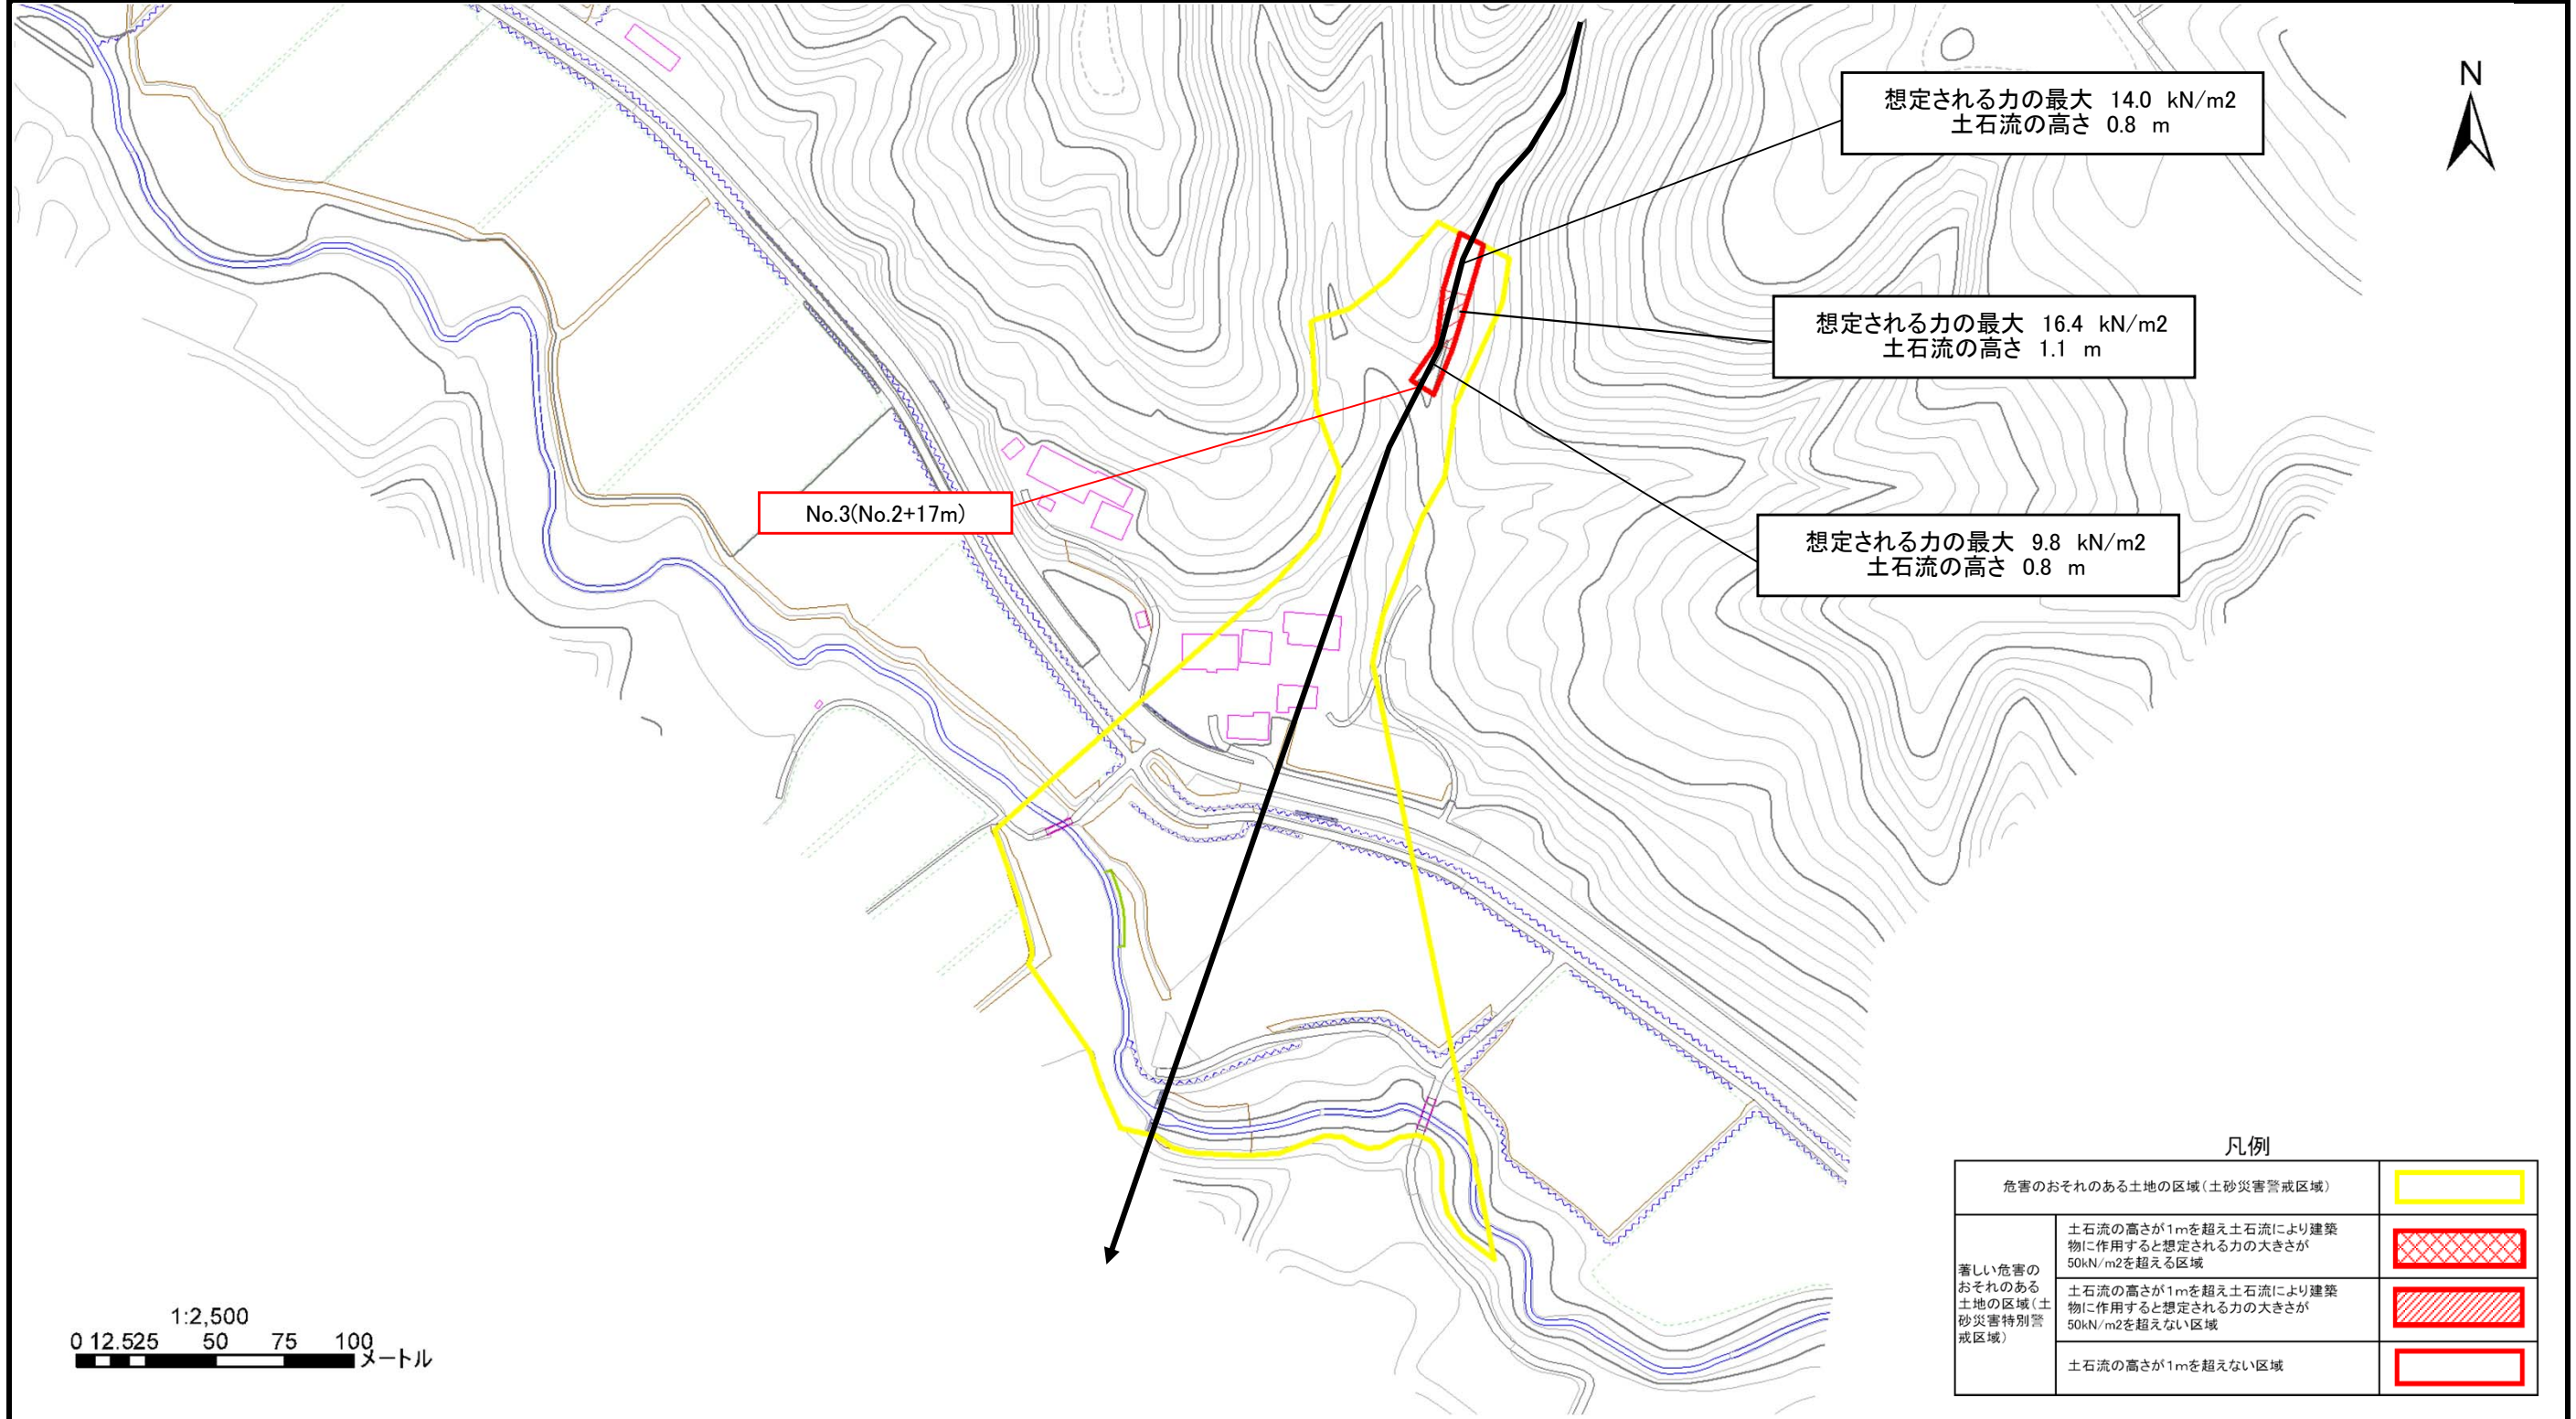 N
想定される力の最大 14.0 kN/m2
土石流の高さ 0.8 m
想定される力の最大 16.4 kN/m2
土石流の高さ 1.1 m
No.3(No.2+17m)
想定される力の最大 9.8 kN/m2
土石流の高さ 0.8 m
凡例
危害のおそれのある土地の区域(土砂災害警戒区域)
著しい危害の
おそれのある
土地の区域(土
砂災害特別警
戒区域)
土石流の高さが1mを超え土石流により建築
物に作用すると想定される力の大きさが
50kN/m2を超える区域
土石流の高さが1mを超え土石流により建築
物に作用すると想定される力の大きさが
50kN/m2を超えない区域
土石流の高さが1mを超えない区域
1:2,500
0 12.525 50 75 100
メートル